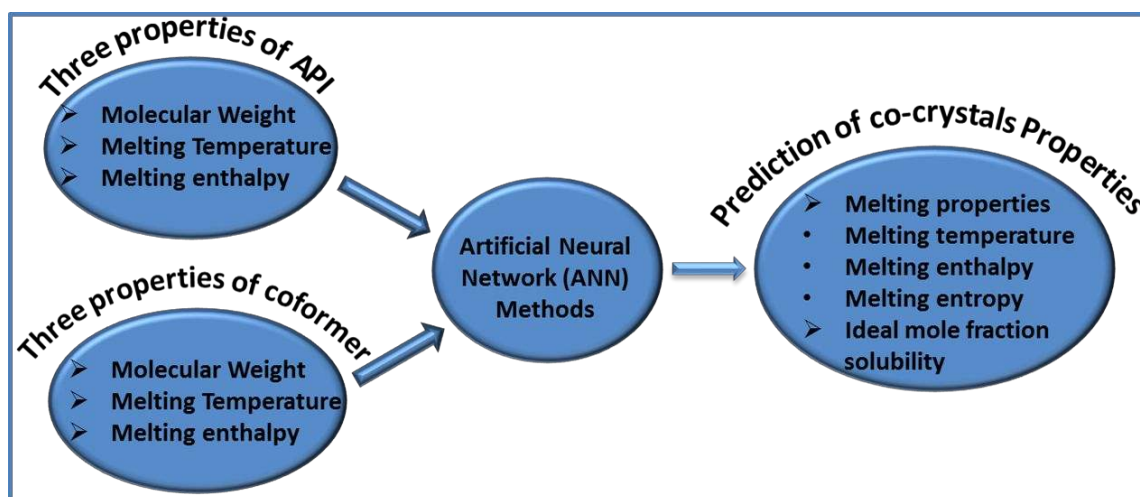 Three properties of API
➢ Molecular Weight
➢ Melting Temperature
➢ Melting enthalpy
Three properties of coformer
➢ Molecular Weight
➢ Melting Temperature
➢ Melting enthalpy
Artificial Neural
Network (ANN)
Methods
Prediction of co-crystals Properties
➢ Melting properties
• Melting temperature
• Melting enthalpy
• Melting entropy
➢ Ideal mole fraction
solubility